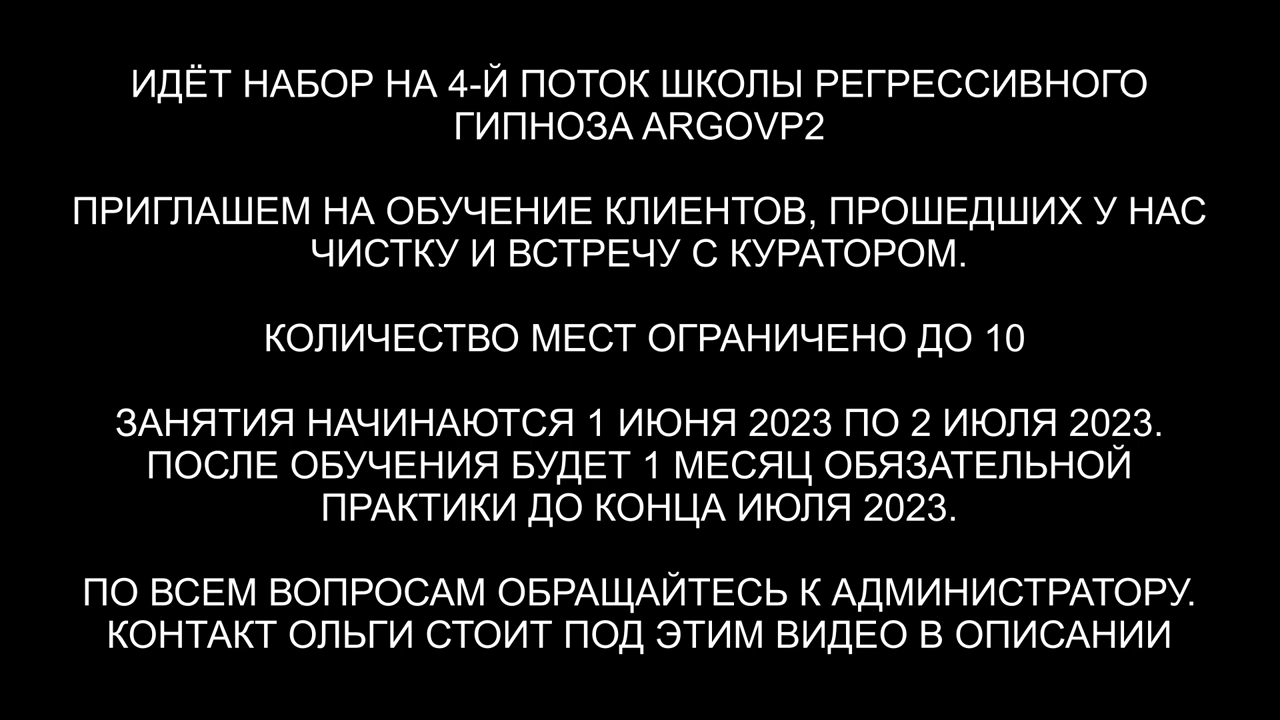 ИДЁТ НАБОР НА 4-Й ПОТОК ШКОЛЫ РЕГРЕССИВНОГО
ГИПНОЗА ARGOVP2
ПРИГЛАШЕМ НА ОБУЧЕНИЕ КЛИЕНТОВ, ПРОШЕДШИХ У НАС
ЧИСТКУ И ВСТРЕЧУ С КУРАТОРОМ.
КОЛИЧЕСТВО МЕСТ ОГРАНИЧЕНО ДО 10
ЗАНЯТИЯ НАЧИНАЮТСЯ 1 ИЮНЯ 2023 ПО 2 ИЮЛЯ 2023.
ПОСЛЕ ОБУЧЕНИЯ БУДЕТ 1 МЕСЯЦ ОБЯЗАТЕЛЬНОЙ
ПРАКТИКИ ДО КОНЦА ИЮЛЯ 2023.
ПО ВСЕМ ВОПРОСАМ ОБРАЩАЙТЕСЬ К АДМИНИСТРАТОРУ.
КОНТАКТ ОЛЬГИ СТОИТ ПОД ЭТИМ ВИДЕО В ОПИСАНИИ